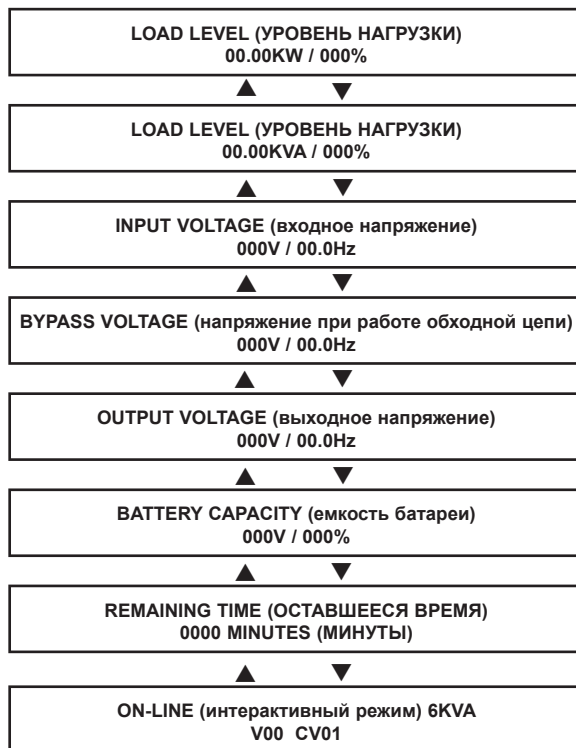 LOAD LEVEL (УРОВЕНЬ НАГРУЗКИ)
00.00KW / 000%
LOAD LEVEL (УРОВЕНЬ НАГРУЗКИ)
00.00KVA / 000%
INPUT VOLTAGE (входное напряжение)
000V / 00.0Hz
BYPASS VOLTAGE (напряжение при работе обходной цепи)
000V / 00.0Hz
OUTPUT VOLTAGE (выходное напряжение)
000V / 00.0Hz
BATTERY CAPACITY (емкость батареи)
000V / 000%
REMAINING TIME (ОСТАВШЕЕСЯ ВРЕМЯ)
0000 MINUTES (МИНУТЫ)
ON-LINE (интерактивный режим) 6KVA
V00 CV01